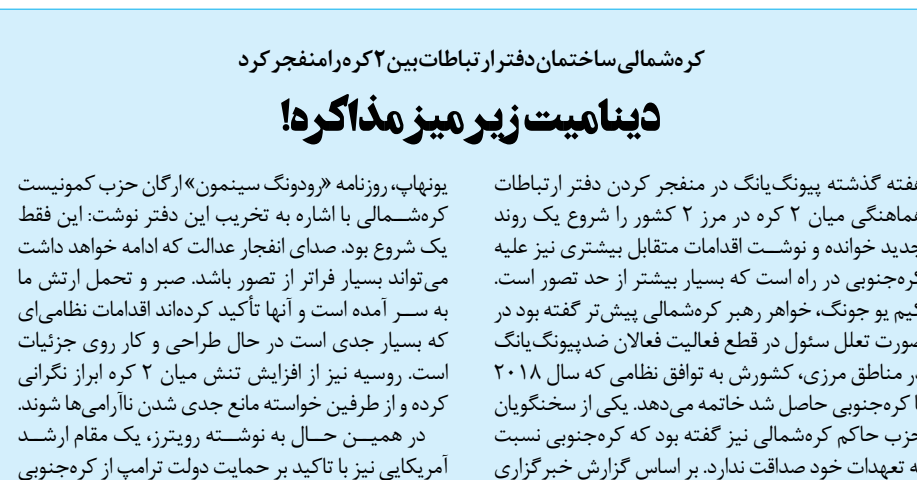 کره‌شمالی ساختمان دفتر ارتباطات بین ۲ کره را منفجر کرد
دینامیت زیر میز مذاکره!
هفته گذشته پیونگ‌یانگ در منفجر کردن دفتر ارتباطات
هماهنگی میان ۲ کره در مرز ۲ کشور را شروع یک روند
جدید خوانده و نوشت اقدامات متقابل بیشتری نیز علیه
کره‌جنوبی در راه است که بسیار بیشتر از حد تصور است.
کیم یو جونگ، خواهر رهبر کره‌شمالی پیش‌تر گفته بود در
صورت تعلل سئول در قطع فعالیت فعالان ضدپیونگ‌یانگ
در مناطق مرزی، کشورش به توافق نظامی که سال ۲۰۱۸
با کره‌جنوبی حاصل شد خاتمه می‌دهد. یکی از سخنگویان
حزب حاکم کره‌شمالی نیز گفته بود که کره‌جنوبی نسبت
به تعهدات خود صداقت ندارد. بر اساس گزارش خبرگزاری
یونهاپ، روزنامه «رودونگ سینمون» ارگان حزب کمونیست
کره‌شمالی با اشاره به تخریب این دفتر نوشت: این فقط
یک شروع بود. صدای انفجار عدالت که ادامه خواهد داشت
می‌تواند بسیار فراتر از تصور باشد. صبر و تحمل ارتش ما
به سر آمده است و آنها تأکید کرده‌اند اقدامات نظامی‌ای
که بسیار جدی است در حال طراحی و کار روی جزئیات
است. روسیه نیز از افزایش تنش میان ۲ کره ابراز نگرانی
کرده و از طرفین خواسته مانع جدی شدن ناآرامی‌ها شوند.
در همین حال به نوشته رویترز، یک مقام ارشد
آمریکایی نیز با تاکید بر حمایت دولت ترامپ از کره‌جنوبی